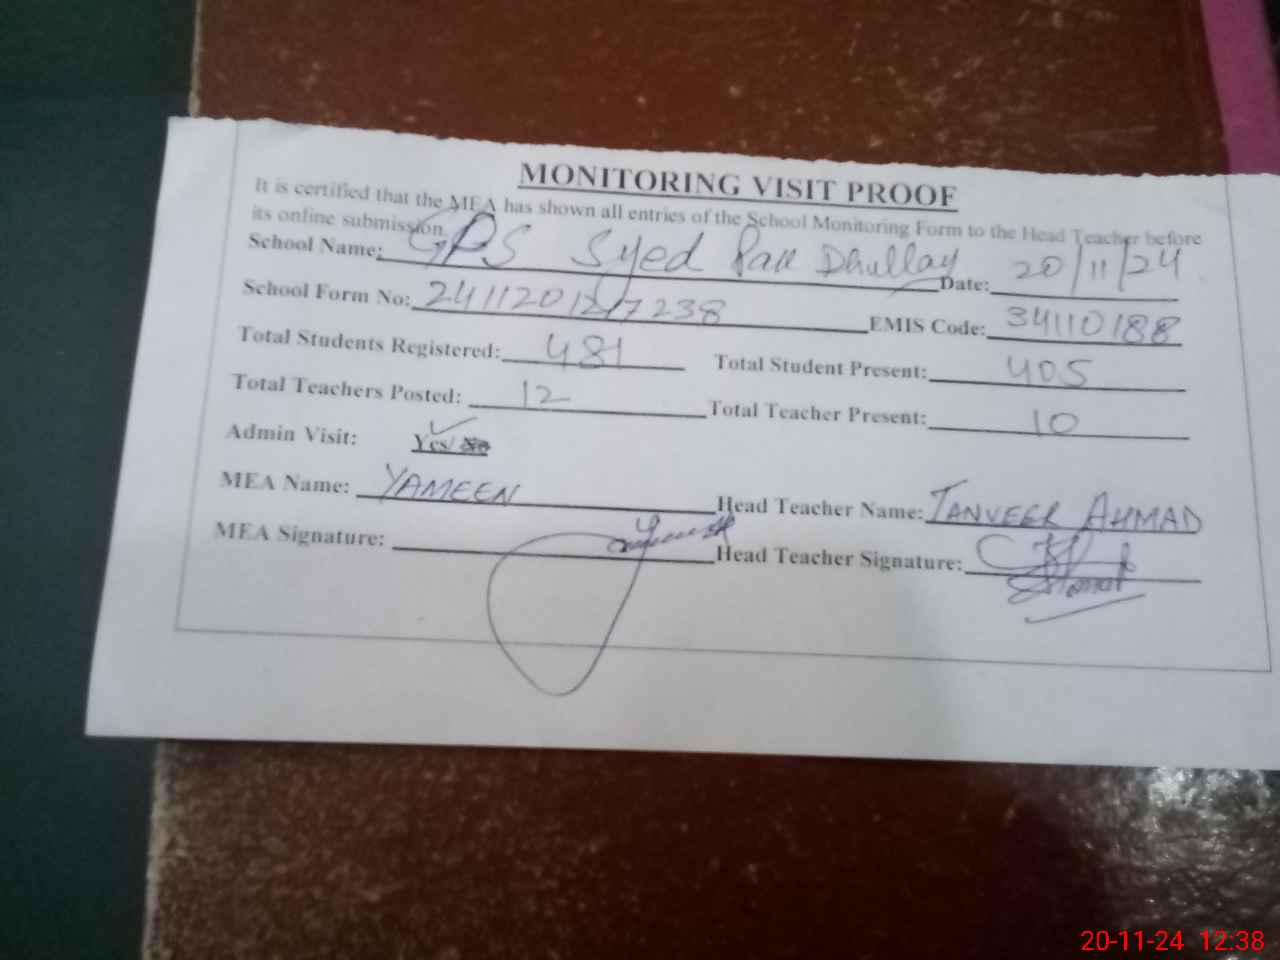 MONITORING VISIT PROOF
It is certified that the MEA has shown all entries of the School Monitoring Form to the Head Teacher before
its online submission.
School Name: GPS Syed Pak Dhullay Date: 20/11/24
School Form No: 241120 7238 EMIS Code: 34110188
Total Students Registered: 481 Total Student Present: 405
Total Teachers Posted: 12 Total Teacher Present: 10
Admin Visit: Yes/ No
MEA Name: YAMEEN Head Teacher Name: TANVEER AHMAD
MEA Signature: Head Teacher Signature:
20-11-24 12:38